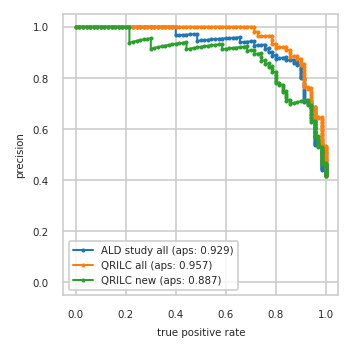 1.0
0.8
0.6
0.4
0.2
0.0
precision
ALD study all (aps: 0.929)
QRILC all (aps: 0.957)
QRILC new (aps: 0.887)
0.0 0.2 0.4 0.6 0.8 1.0
true positive rate